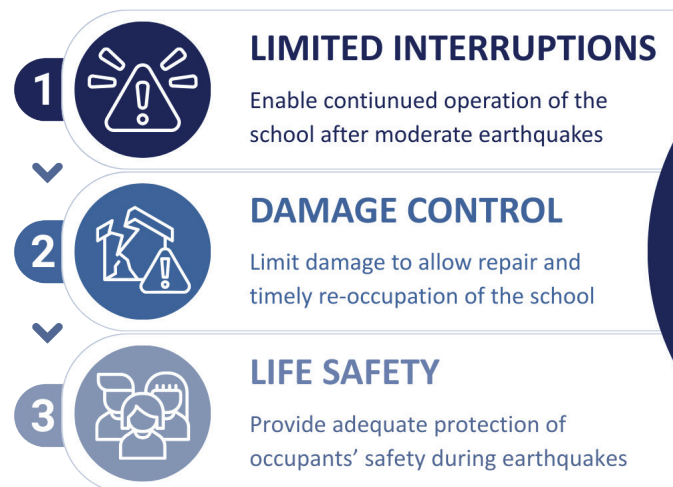 1
LIMITED INTERRUPTIONS
Enable contiunued operation of the
school after moderate earthquakes
2
DAMAGE CONTROL
Limit damage to allow repair and
timely re-occupation of the school
3
LIFE SAFETY
Provide adequate protection of
occupants’ safety during earthquakes